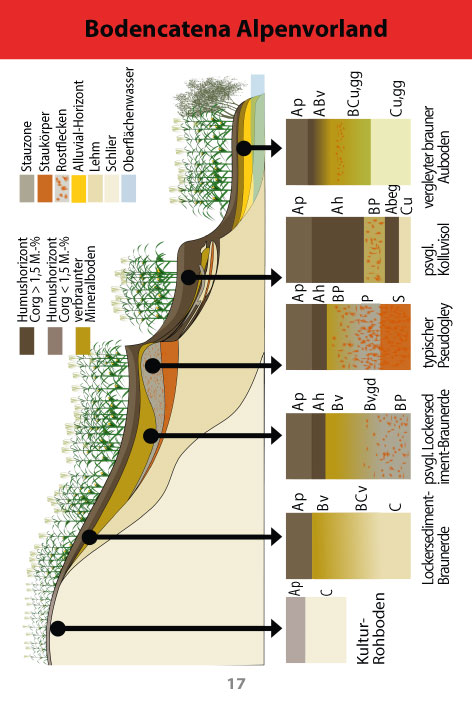 Bodencatena Alpenvorland
Humushorizont
Corg > 1,5 M.-%
Humushorizont
Corg < 1,5 M.-%
verbraunter
Mineralboden
Stauzone
Staukörper
Rostflecken
Alluvial-Horizont
Lehm
Schlier
Oberflächenwasser
Ap
C
Kultur-
Rohboden
Ap
Bv
BCv
C
Lockersediment-
Braunerde
Ap
Ah
Bv
Bv,gd
BP
psvgl. Lockersed
iment-Braunerde
Ap
Ah
BP
P
S
typischer
Pseudogley
Ap
Ah
BP
Abeg
Cu
psvgl.
Kolluvisol
Ap
ABv
BCu,gg
Cu,gg
vergleyter brauner
Auboden
17